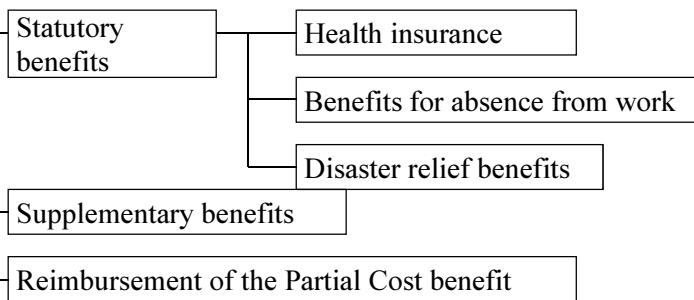 Statutory
benefits
Health insurance
Benefits for absence from work
Disaster relief benefits
Supplementary benefits
Reimbursement of the Partial Cost benefit